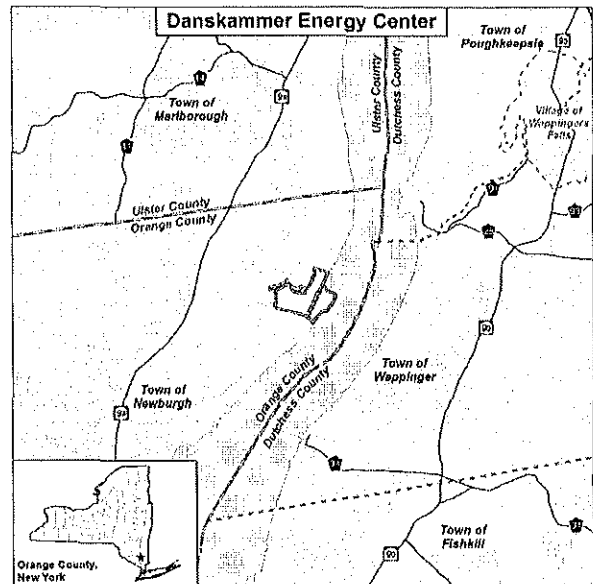 Danskammer Energy Center
Town of
Poughkeepsie
Ulster County
Dutchess County
Town of
Marlborough
9W
Village of
Wappingers
Falls
Ulster County
Orange County
Town of
Wappinger
Orange County
Dutchess County
Town of
Newburgh
9W
Town of
Fishkill
Orange County,
New York